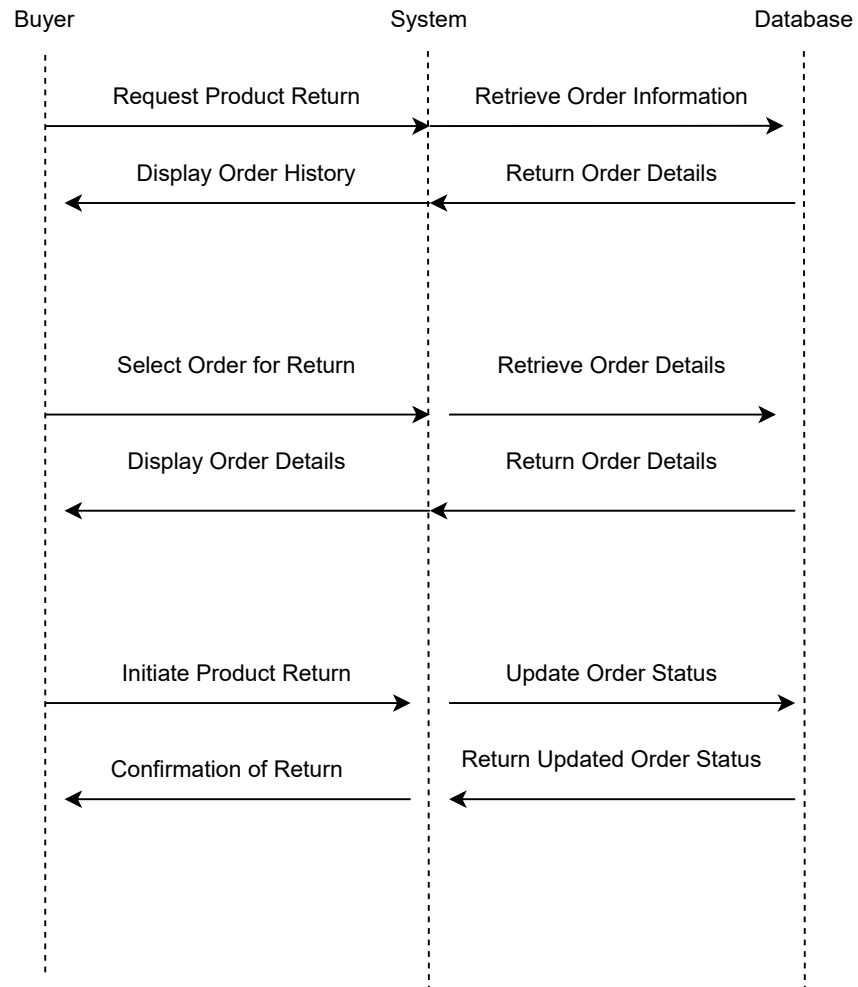 Buyer
System
Database
Request Product Return
Retrieve Order Information
Display Order History
Return Order Details
Select Order for Return
Retrieve Order Details
Display Order Details
Return Order Details
Initiate Product Return
Update Order Status
Confirmation of Return
Return Updated Order Status